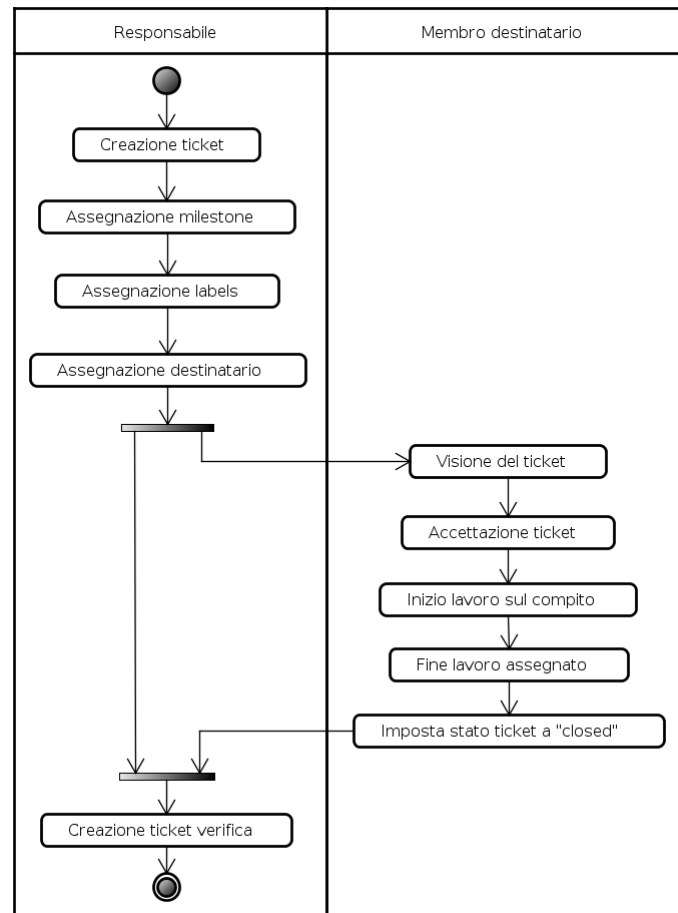 Responsabile
Membro destinatario
Creazione ticket
Assegnazione milestone
Assegnazione labels
Assegnazione destinatario
Visione del ticket
Accettazione ticket
Inizio lavoro sul compito
Fine lavoro assegnato
Imposta stato ticket a "closed"
Creazione ticket verifica